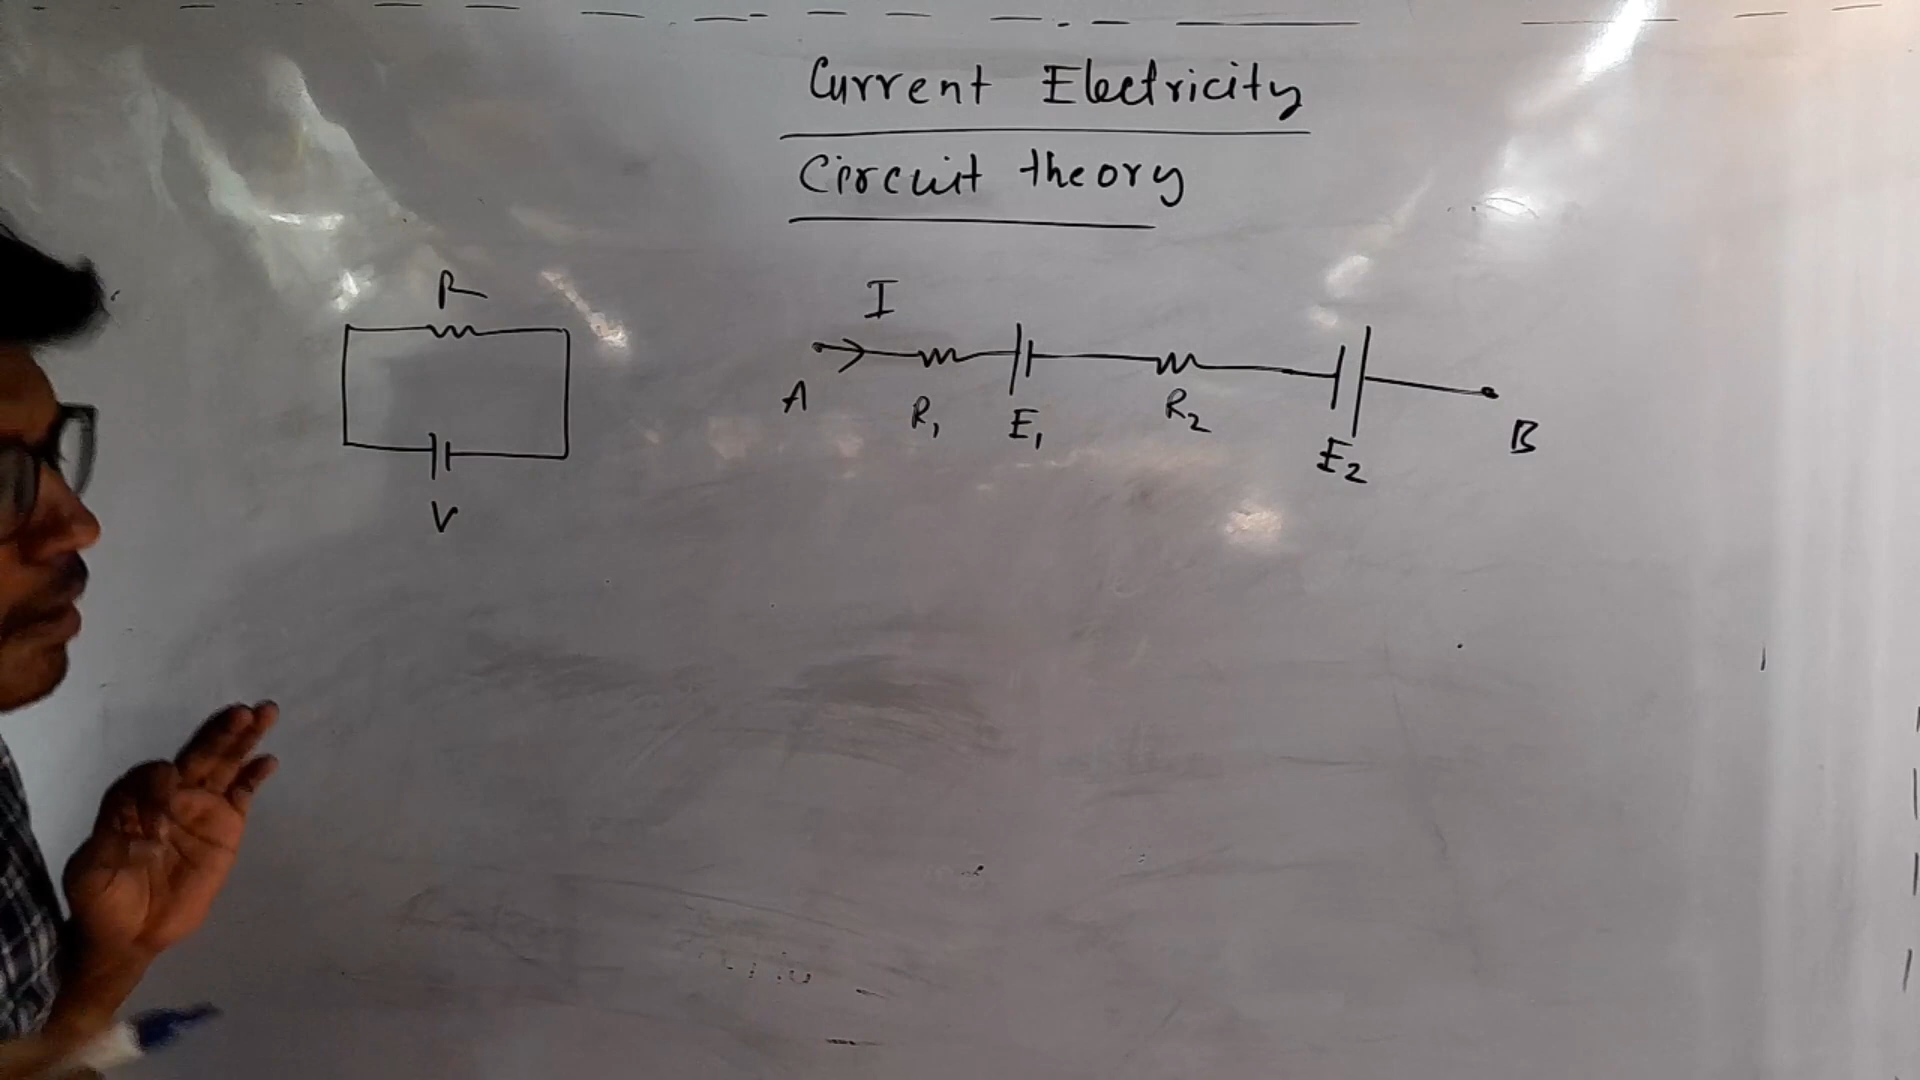 Current Electricity
Circuit theory
R
V
I
A
R1
E1
R2
E2
B